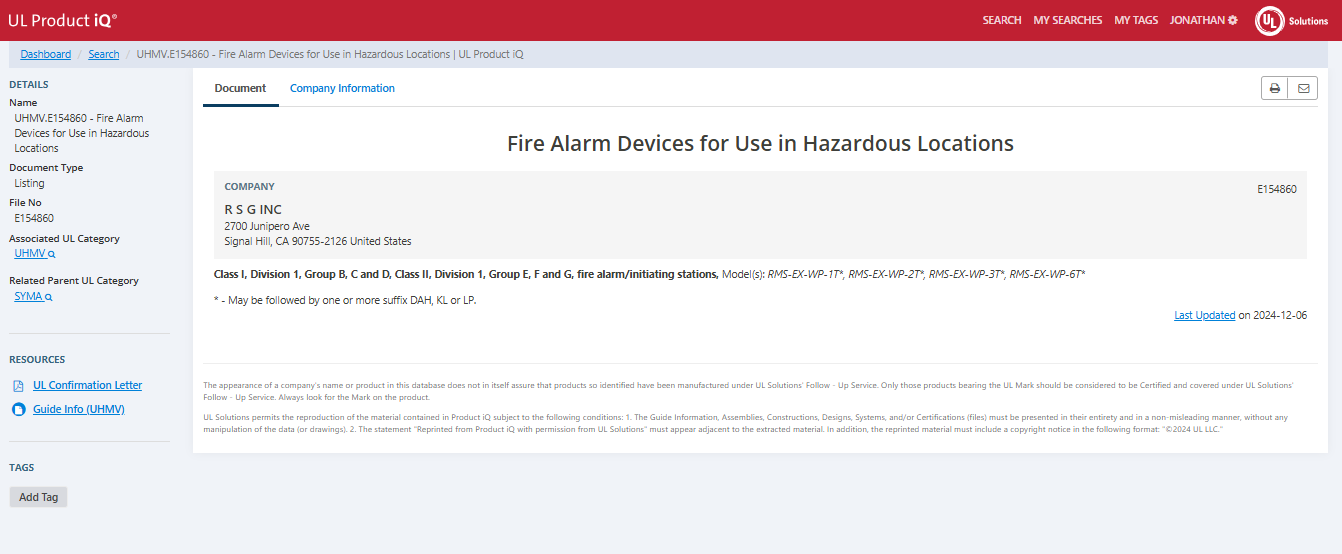 UL Product iQ®
SEARCH MY SEARCHES MY TAGS JONATHAN
UL Solutions
Dashboard / Search / UHMV.E154860 - Fire Alarm Devices for Use in Hazardous Locations | UL Product iQ
DETAILS
Name
UHMV.E154860 - Fire Alarm
Devices for Use in Hazardous
Locations
Document Type
Listing
File No
E154860
Associated UL Category
UHMV
Related Parent UL Category
SYMA
RESOURCES
UL Confirmation Letter
Guide Info (UHMV)
TAGS
Add Tag
Document Company Information
Fire Alarm Devices for Use in Hazardous Locations
COMPANY E154860
R S G INC
2700 Junipero Ave
Signal Hill, CA 90755-2126 United States
Class I, Division 1, Group B, C and D, Class II, Division 1, Group E, F and G, fire alarm/initiating stations, Model(s): RMS-EX-WP-1T*, RMS-EX-WP-2T*, RMS-EX-WP-3T*, RMS-EX-WP-6T*
* - May be followed by one or more suffix DAH, KL or LP.
Last Updated on 2024-12-06
The appearance of a company's name or product in this database does not in itself assure that products so identified have been manufactured under UL Solutions' Follow - Up Service. Only those products bearing the UL Mark should be considered to be Certified and covered under UL Solutions'
Follow - Up Service. Always look for the Mark on the product.
UL Solutions permits the reproduction of the material contained in Product iQ subject to the following conditions: 1. The Guide Information, Assemblies, Constructions, Designs, Systems, and/or Certifications (files) must be presented in their entirety and in a non-misleading manner, without any
manipulation of the data (or drawings). 2. The statement "Reprinted from Product iQ with permission from UL Solutions" must appear adjacent to the extracted material. In addition, the reprinted material must include a copyright notice in the following format: "©2024 UL LLC."